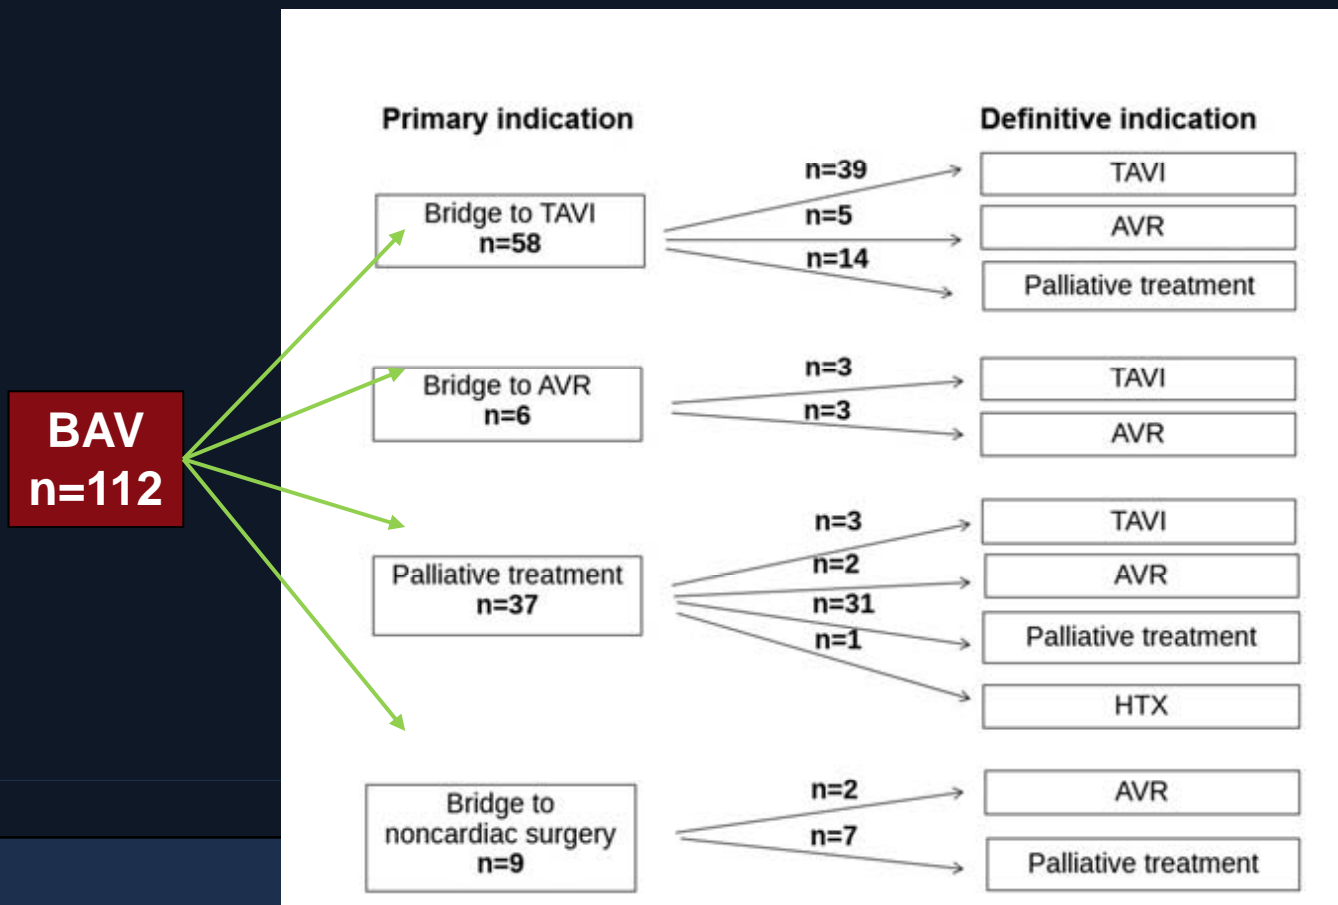 Primary indication
Definitive indication
BAV
n=112
Bridge to TAVI
n=58
n=39
n=5
n=14
TAVI
AVR
Palliative treatment
Bridge to AVR
n=6
n=3
n=3
TAVI
AVR
Palliative treatment
n=37
n=3
n=2
n=31
n=1
TAVI
AVR
Palliative treatment
HTX
Bridge to
noncardiac surgery
n=9
n=2
n=7
AVR
Palliative treatment